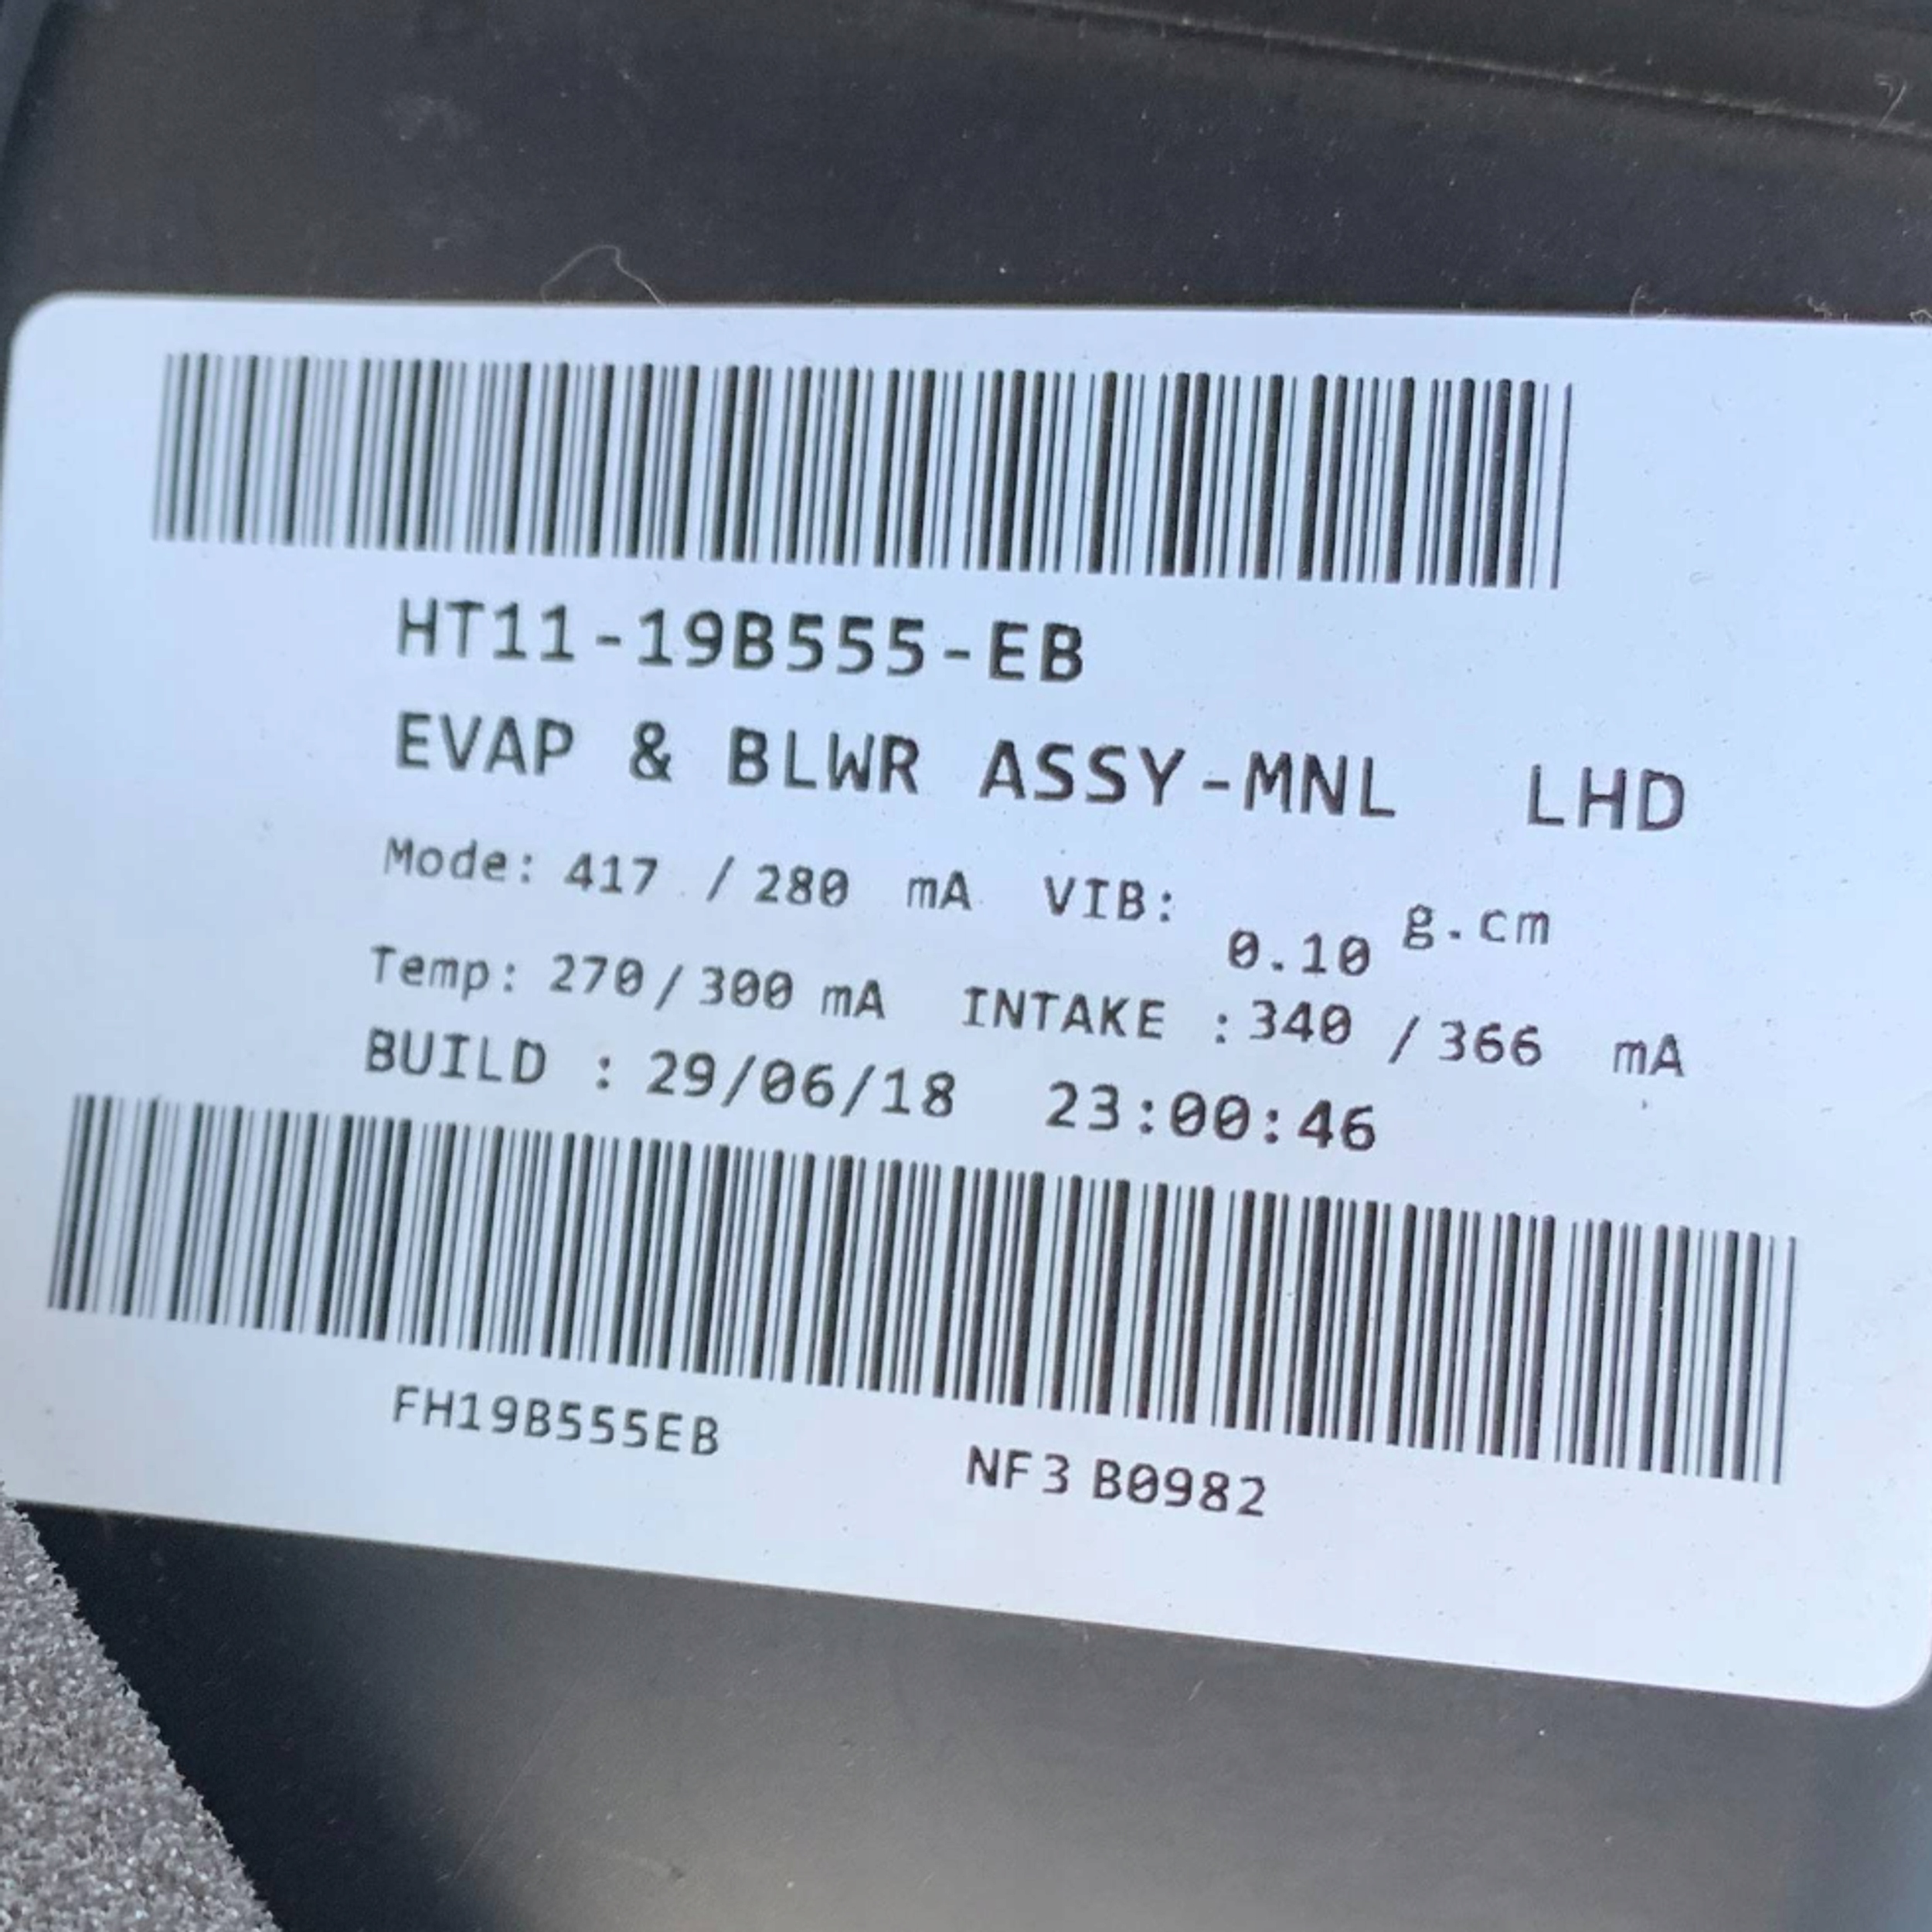 HT11-19B555-EB
EVAP & BLWR ASSY-MNL LHD
Mode: 417 / 280 mA VIB: 0.10 g.cm
Temp: 270/300 mA INTAKE :340 / 366 mA
BUILD : 29/06/18 23:00:46
FH19B555EB NF3 B0982